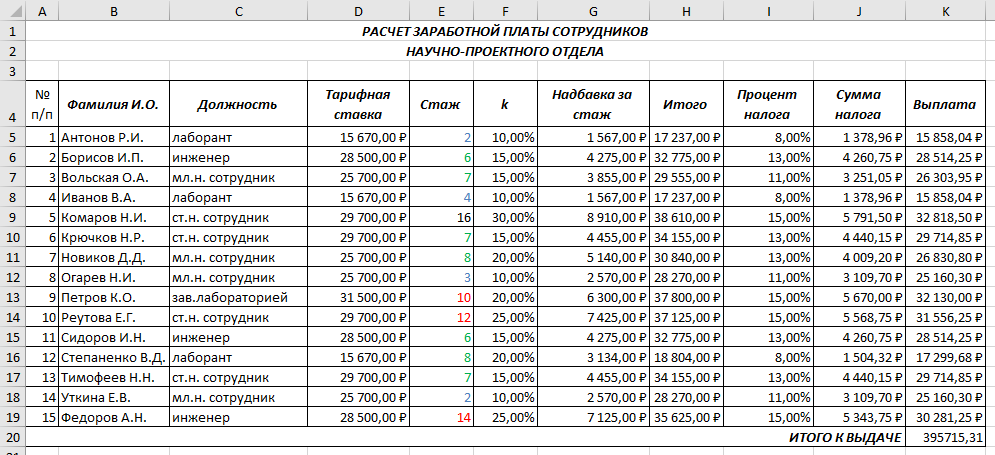 A B C D E F G H I J K
1 РАСЧЕТ ЗАРАБОТНОЙ ПЛАТЫ СОТРУДНИКОВ
2 НАУЧНО-ПРОЕКТНОГО ОТДЕЛА
3
4 № п/п Фамилия И.О. Должность Тарифная ставка Стаж k Надбавка за стаж Итого Процент налога Сумма налога Выплата
5 1 Антонов Р.И. лаборант 15 670,00 ₽ 2 10,00% 1 567,00 ₽ 17 237,00 ₽ 8,00% 1 378,96 ₽ 15 858,04 ₽
6 2 Борисов И.П. инженер 28 500,00 ₽ 6 15,00% 4 275,00 ₽ 32 775,00 ₽ 13,00% 4 260,75 ₽ 28 514,25 ₽
7 3 Вольская О.А. мл.н. сотрудник 25 700,00 ₽ 7 15,00% 3 855,00 ₽ 29 555,00 ₽ 11,00% 3 251,05 ₽ 26 303,95 ₽
8 4 Иванов В.А. лаборант 15 670,00 ₽ 4 10,00% 1 567,00 ₽ 17 237,00 ₽ 8,00% 1 378,96 ₽ 15 858,04 ₽
9 5 Комаров Н.И. ст.н. сотрудник 29 700,00 ₽ 16 30,00% 8 910,00 ₽ 38 610,00 ₽ 15,00% 5 791,50 ₽ 32 818,50 ₽
10 6 Крючков Н.Р. ст.н. сотрудник 29 700,00 ₽ 7 15,00% 4 455,00 ₽ 34 155,00 ₽ 13,00% 4 440,15 ₽ 29 714,85 ₽
11 7 Новиков Д.Д. мл.н. сотрудник 25 700,00 ₽ 8 20,00% 5 140,00 ₽ 30 840,00 ₽ 13,00% 4 009,20 ₽ 26 830,80 ₽
12 8 Огарев Н.И. мл.н. сотрудник 25 700,00 ₽ 3 10,00% 2 570,00 ₽ 28 270,00 ₽ 11,00% 3 109,70 ₽ 25 160,30 ₽
13 9 Петров К.О. зав.лабораторией 31 500,00 ₽ 10 20,00% 6 300,00 ₽ 37 800,00 ₽ 15,00% 5 670,00 ₽ 32 130,00 ₽
14 10 Реутова Е.Г. ст.н. сотрудник 29 700,00 ₽ 12 25,00% 7 425,00 ₽ 37 125,00 ₽ 15,00% 5 568,75 ₽ 31 556,25 ₽
15 11 Сидоров И.Н. инженер 28 500,00 ₽ 6 15,00% 4 275,00 ₽ 32 775,00 ₽ 13,00% 4 260,75 ₽ 28 514,25 ₽
16 12 Степаненко В.Д. лаборант 15 670,00 ₽ 8 20,00% 3 134,00 ₽ 18 804,00 ₽ 8,00% 1 504,32 ₽ 17 299,68 ₽
17 13 Тимофеев Н.Н. ст.н. сотрудник 29 700,00 ₽ 7 15,00% 4 455,00 ₽ 34 155,00 ₽ 13,00% 4 440,15 ₽ 29 714,85 ₽
18 14 Уткина Е.В. мл.н. сотрудник 25 700,00 ₽ 2 10,00% 2 570,00 ₽ 28 270,00 ₽ 11,00% 3 109,70 ₽ 25 160,30 ₽
19 15 Федоров А.Н. инженер 28 500,00 ₽ 14 25,00% 7 125,00 ₽ 35 625,00 ₽ 15,00% 5 343,75 ₽ 30 281,25 ₽
20 ИТОГО К ВЫДАЧЕ 395715,31